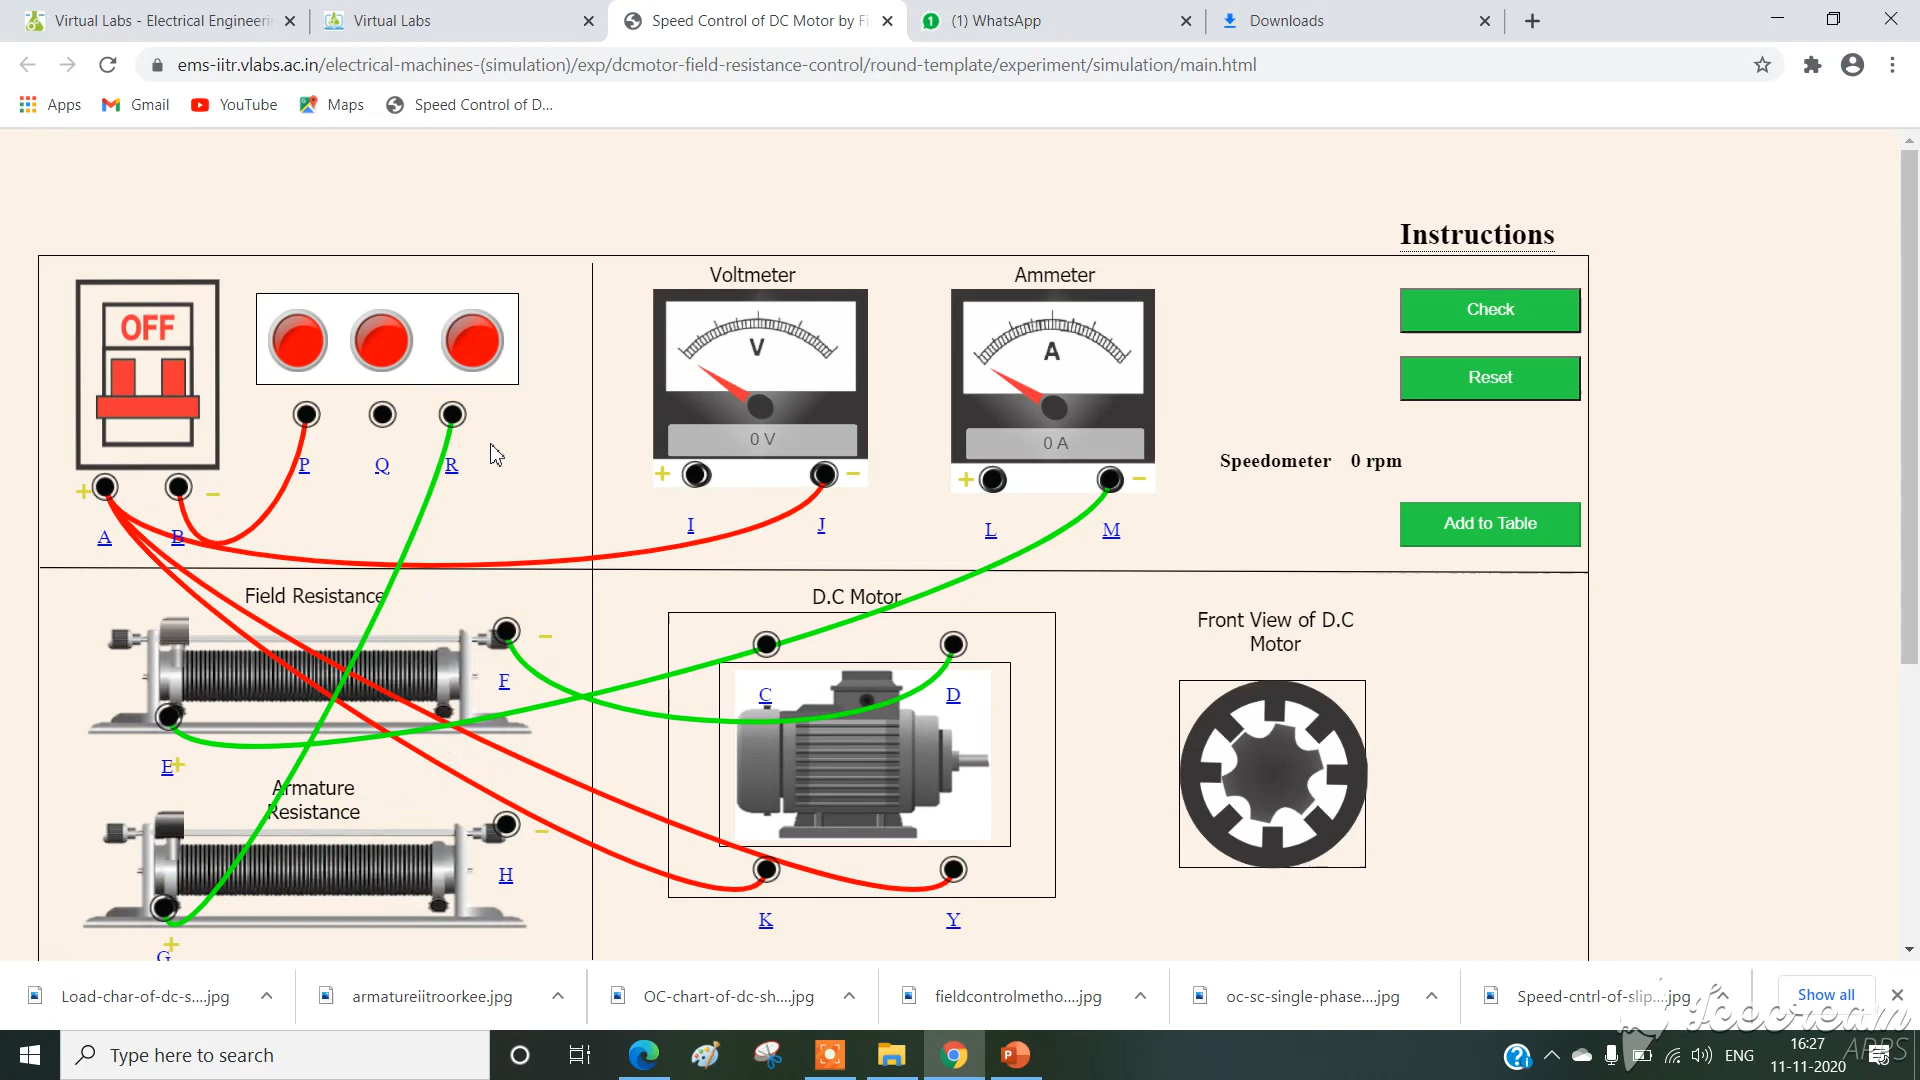 Virtual Labs - Electrical Engineerin
Virtual Labs
Speed Control of DC Motor by Fi
(1) WhatsApp
Downloads
ems-iitr.vlabs.ac.in/electrical-machines-(simulation)/exp/dcmotor-field-resistance-control/round-template/experiment/simulation/main.html
Apps
Gmail
YouTube
Maps
Speed Control of D...
Instructions
Voltmeter
Ammeter
OFF
V
A
Check
Reset
0 V
0 A
P
Q
R
+
−
+
−
Speedometer 0 rpm
+
−
A
B
I
J
L
M
Add to Table
Field Resistance
D.C Motor
Front View of D.C
Motor
−
F
C
D
E+
Armature
Resistance
−
H
K
Y
+
G
Load-char-of-dc-s....jpg
armatureiitroorkee.jpg
OC-chart-of-dc-sh....jpg
fieldcontrolmetho....jpg
oc-sc-single-phase....jpg
Speed-cntrl-of-slip....jpg
Show all
Icecream
APPS
Type here to search
ENG
16:27
11-11-2020